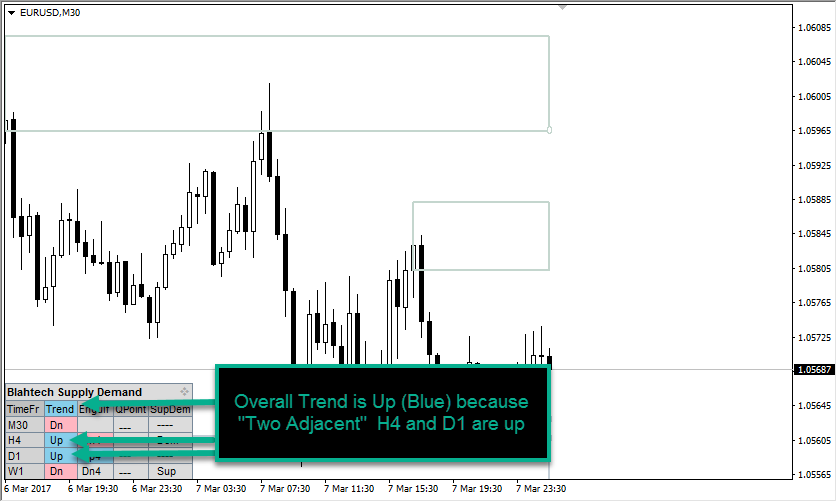 EURUSD,M30
1.06085
1.06045
1.06005
1.05965
1.05885
1.05845
1.05805
1.05765
1.05725
1.05687
1.05645
1.05605
1.05565
Blahtech Supply Demand
TimeFr Trend Engulf QPoint SupDem
M30 Dn --- ----
H4 Up ---
D1 Up --- ----
W1 Dn Dn4 --- Sup
Overall Trend is Up (Blue) because
"Two Adjacent" H4 and D1 are up
6 Mar 2017 6 Mar 19:30 6 Mar 23:30 7 Mar 03:30 7 Mar 07:30 7 Mar 11:30 7 Mar 15:30 7 Mar 19:30 7 Mar 23:30